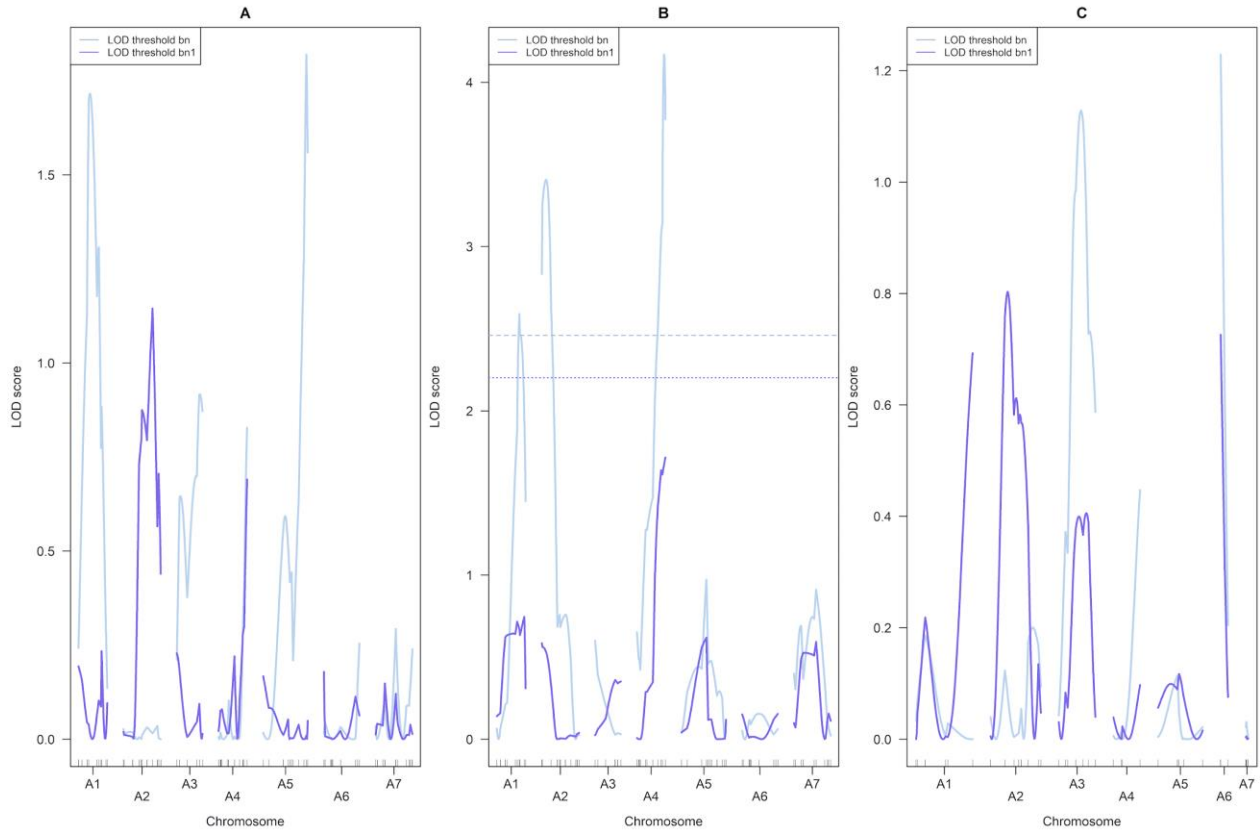 A
LOD threshold bn
LOD threshold bn1
1.5
1.0
0.5
0.0
LOD score
A1
A2
A3
A4
A5
A6
A7
Chromosome
B
LOD threshold bn
LOD threshold bn1
4
3
2
1
0
LOD score
A1
A2
A3
A4
A5
A6
A7
Chromosome
C
LOD threshold bn
LOD threshold bn1
1.2
1.0
0.8
0.6
0.4
0.2
0.0
LOD score
A1
A2
A3
A4
A5
A6
A7
Chromosome